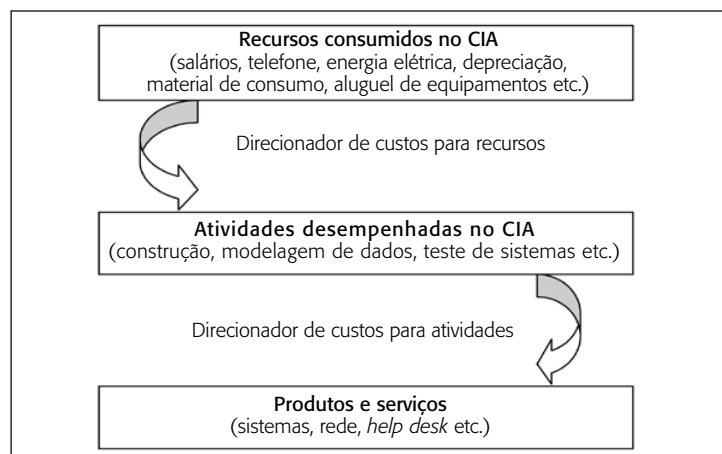 Recursos consumidos no CIA
(salários, telefone, energia elétrica, depreciação,
material de consumo, aluguel de equipamentos etc.)
Direcionador de custos para recursos
Atividades desempenhadas no CIA
(construção, modelagem de dados, teste de sistemas etc.)
Direcionador de custos para atividades
Produtos e serviços
(sistemas, rede, help desk etc.)